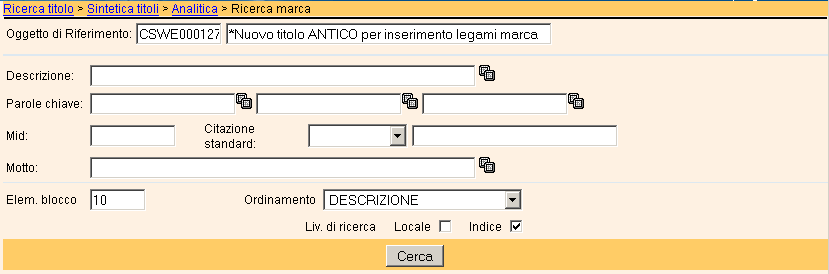 Ricerca titolo > Sintetica titoli > Analitica > Ricerca marca
Oggetto di Riferimento: CSWE000127 *Nuovo titolo ANTICO per inserimento legami marca
Descrizione:
Parole chiave:
Mid: Citazione standard:
Motto:
Elem. blocco 10 Ordinamento DESCRIZIONE
Liv. di ricerca Locale Indice
Cerca